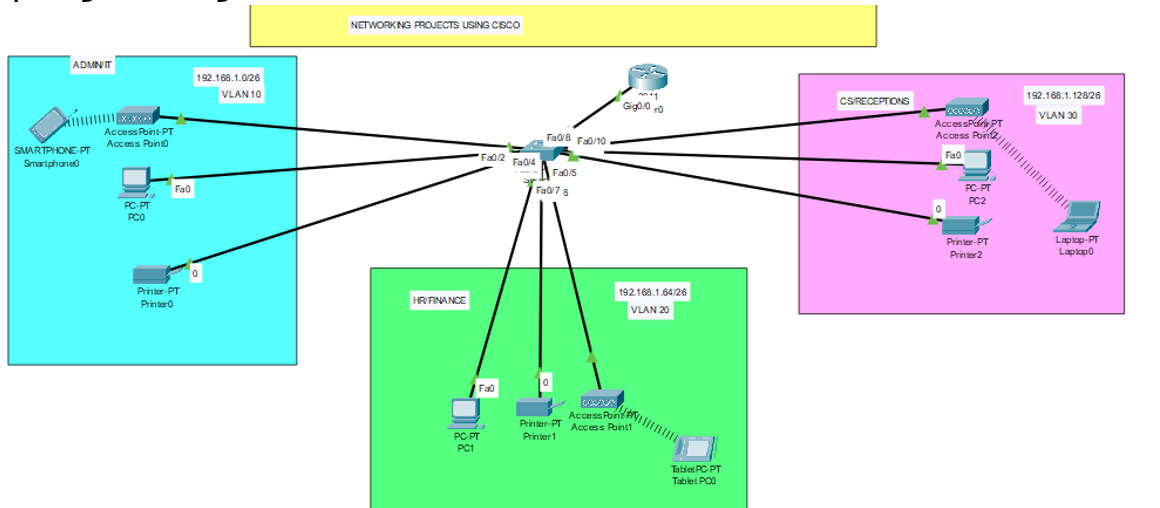 NETWORKING PROJECTS USING CISCO
ADMIN/IT
192.168.1.0/26
VLAN 10
SMARTPHONE-PT
Smartphone0
AccessPoint-PT
Access Point0
Fa0
PC-PT
PC0
0
Printer-PT
Printer0
Gig0/0
r0
Fa0/8
Fa0/10
Fa0/2
Fa0/4
Fa0/5
Fa0/7
6
CS/RECEPTIONS
192.168.1.128/26
VLAN 30
AccessPoint-PT
Access Point2
Fa0
PC-PT
PC2
0
Printer-PT
Printer2
Laptop-PT
Laptop0
HR/FINANCE
192.168.1.64/26
VLAN 20
Fa0
PC-PT
PC1
0
Printer-PT
Printer1
AccessPoint-PT
Access Point1
TabletPC-PT
Tablet PC0